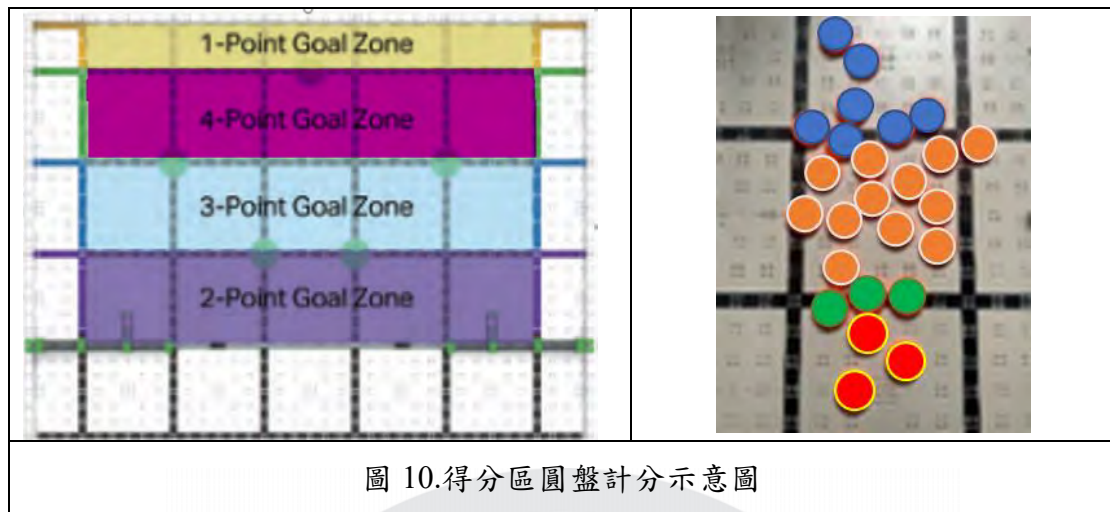 1-Point Goal Zone
4-Point Goal Zone
3-Point Goal Zone
2-Point Goal Zone
圖 10.得分區圓盤計分示意圖